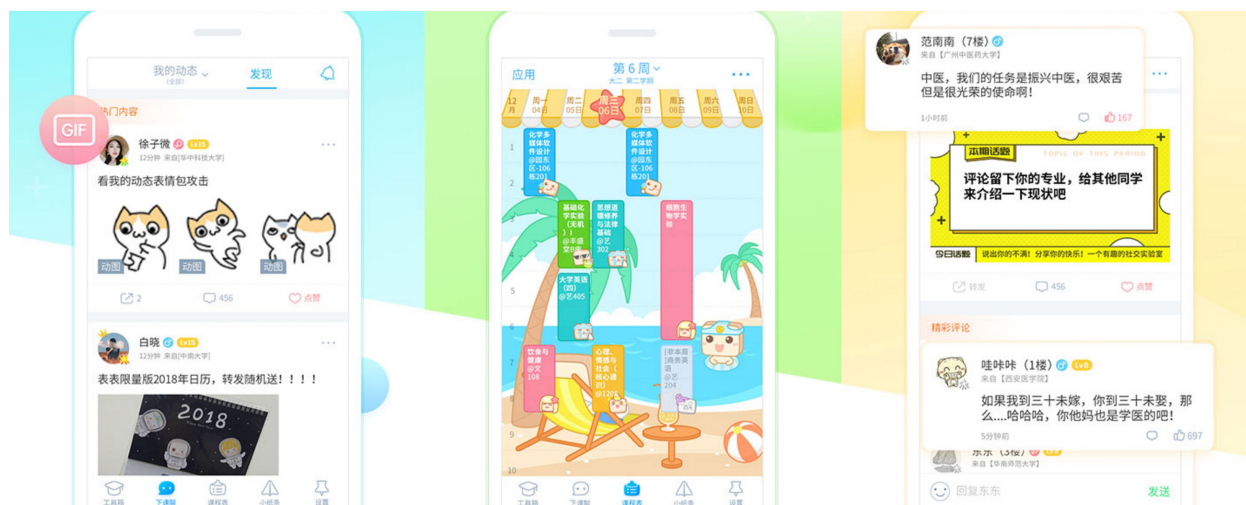 我的动态
(全部)
发现
热门内容
GIF
徐子微 Lv15
12分钟 来自[华中科技大学]
看我的动态表情包攻击
动图
动图
动图
2
456
点赞
白晓 Lv15
12分钟 来自[中南大学]
表表限量版2018年日历，转发随机送！！！！
2018
工具箱
下课聊
课程表
小纸条
设置
应用
第 6 周
大二 第二学期
12
月
周一
04日
周二
05日
周三
06日
周四
07日
周五
08日
周六
09日
周日
10日
1
2
4
5
6
7
8
9
10
化学多
媒体软
件设计
@园东
区-106
栋201
化学多
媒体软
件设计
@园东
区-106
栋201
基础化
学实验
（无机
）I
@丰盛
堂B座
思想道
德修养
与法律
基础
@艺
302
细胞生
物学实
验
大学英语
（四）
@艺405
饮食与
健康
@文
108
心理、
情感与
社会（
核心通
识）
@1205
[非本周
]商务英
语
@艺
204
工具箱
下课聊
课程表
小纸条
设置
范南南（7楼）
来自【广州中医药大学】
中医，我们的任务是振兴中医，很艰苦
但是很光荣的使命啊！
1小时前
167
本期话题
TOPIC OF THIS PERIOD
评论留下你的专业，给其他同学
来介绍一下现状吧
今日话题
说出你的不满！分享你的快乐！一个有趣的社交实验室
转发
456
点赞
精彩评论
哇咔咔（1楼） Lv8
来自【西安医学院】
如果我到三十未嫁，你到三十未娶，那
么....哈哈哈，你他妈也是学医的吧！
5分钟前
697
东东（3楼）
来自【华南师范大学】
回复东东
发送